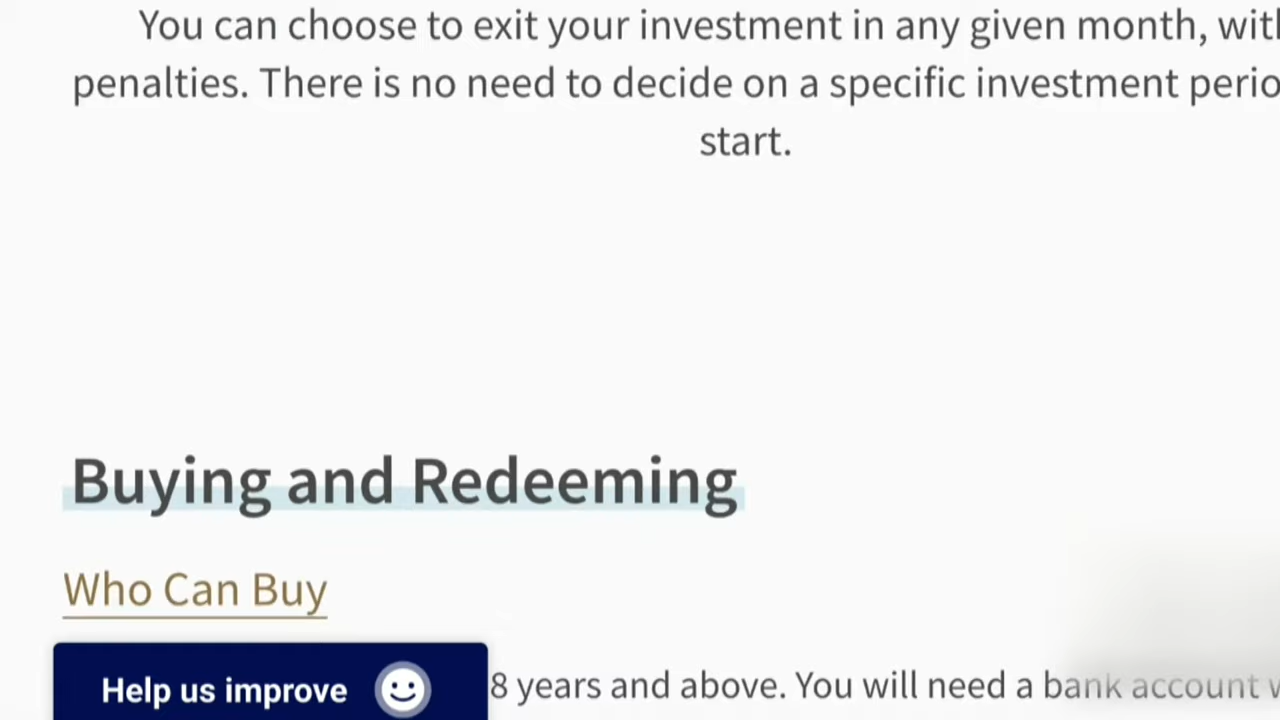 You can choose to exit your investment in any given month, with
penalties. There is no need to decide on a specific investment perio
start.
Buying and Redeeming
Who Can Buy
8 years and above. You will need a bank account
Help us improve